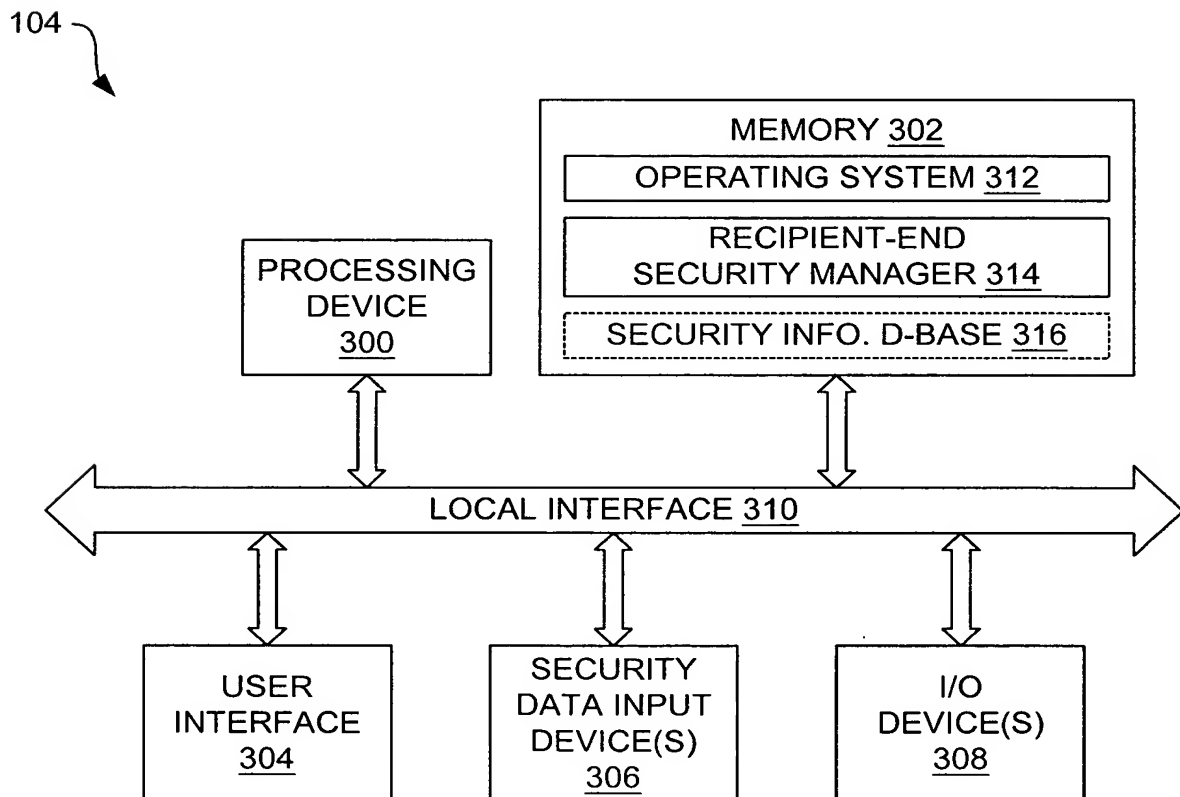 104
MEMORY 302
OPERATING SYSTEM 312
RECIPIENT-END
SECURITY MANAGER 314
SECURITY INFO. D-BASE 316
PROCESSING
DEVICE
300
LOCAL INTERFACE 310
USER
INTERFACE
304
SECURITY
DATA INPUT
DEVICE(S)
306
I/O
DEVICE(S)
308